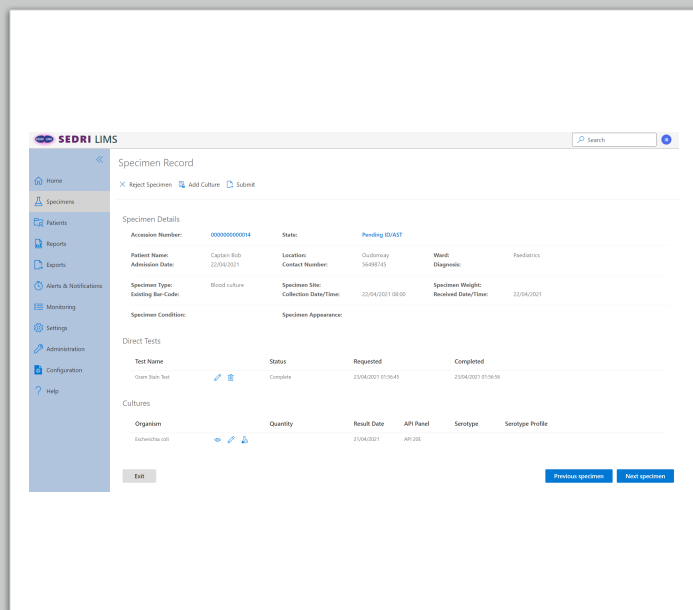 SEDRI LIMS
Search
Home
Specimens
Patients
Reports
Exports
Alerts & Notifications
Monitoring
Settings
Administration
Configuration
Help
Specimen Record
Reject Specimen Add Culture Submit
Specimen Details
Accession Number: 0000000000014 State: Pending ID/AST
Patient Name: Captain Bob Location: Oudomxay Ward: Paediatrics
Admission Date: 22/04/2021 Contact Number: 56498745 Diagnosis:
Specimen Type: Blood culture Specimen Site: Specimen Weight:
Existing Bar-Code: Collection Date/Time: 22/04/2021 08:00 Received Date/Time: 22/04/2021
Specimen Condition: Specimen Appearance:
Direct Tests
Test Name Status Requested Completed
Gram Stain Test Complete 23/04/2021 01:56:45 23/04/2021 01:56:56
Cultures
Organism Quantity Result Date API Panel Serotype Serotype Profile
Escherichia coli 21/04/2021 API 20E
Exit Previous specimen Next specimen